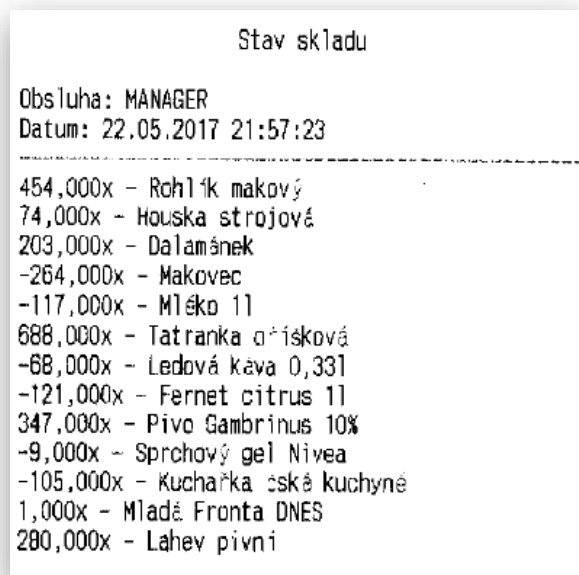 Stav skladu
Obsluha: MANAGER
Datum: 22.05.2017 21:57:23
454,000x - Rohlík makový
74,000x - Houska strojová
203,000x - Dalamánek
-264,000x - Makovec
-117,000x - Mléko 1l
688,000x - Tatranka oříšková
-68,000x - Ledová káva 0,33l
-121,000x - Fernet citrus 1l
347,000x - Pivo Gambrinus 10%
-9,000x - Sprchový gel Nivea
-105,000x - Kuchařka kuchyně
1,000x - Mladá Fronta DNES
280,000x - Lahev pivní